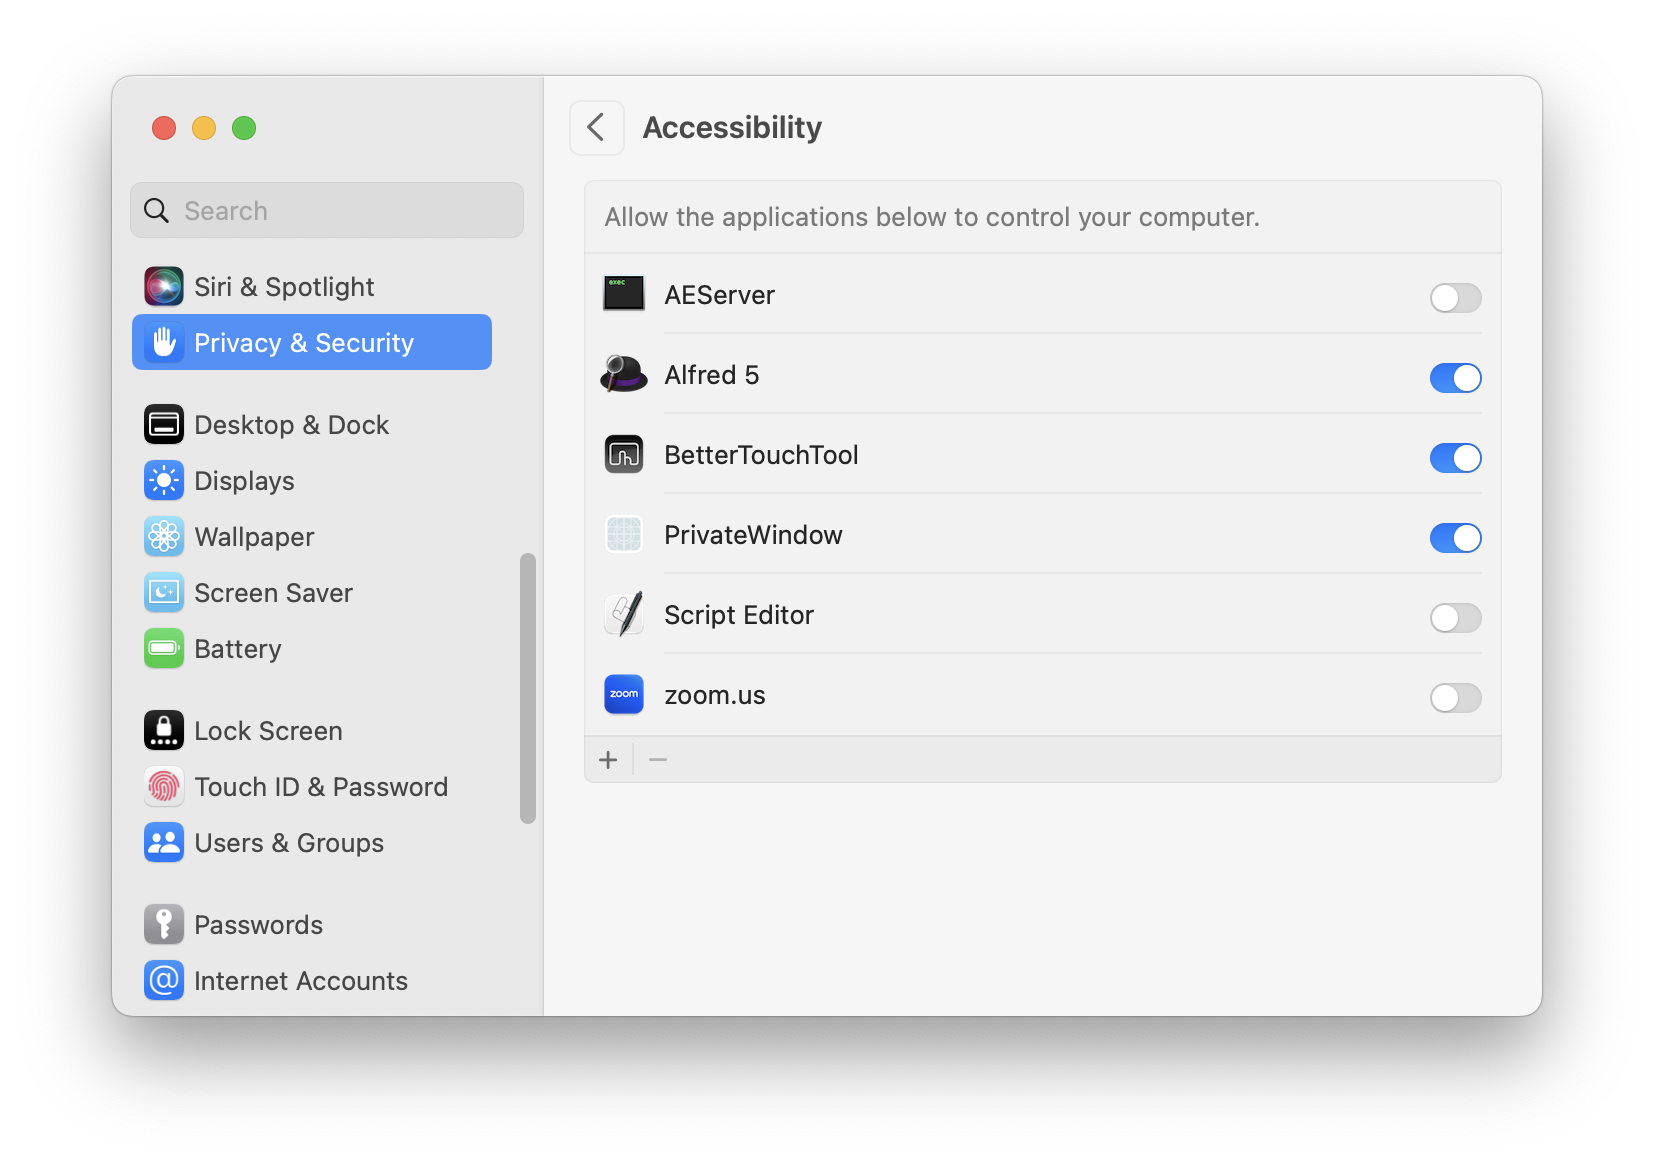 Search
Siri & Spotlight
Privacy & Security
Desktop & Dock
Displays
Wallpaper
Screen Saver
Battery
Lock Screen
Touch ID & Password
Users & Groups
Passwords
Internet Accounts
Accessibility
Allow the applications below to control your computer.
exec
AEServer
Alfred 5
BetterTouchTool
PrivateWindow
Script Editor
zoom
zoom.us